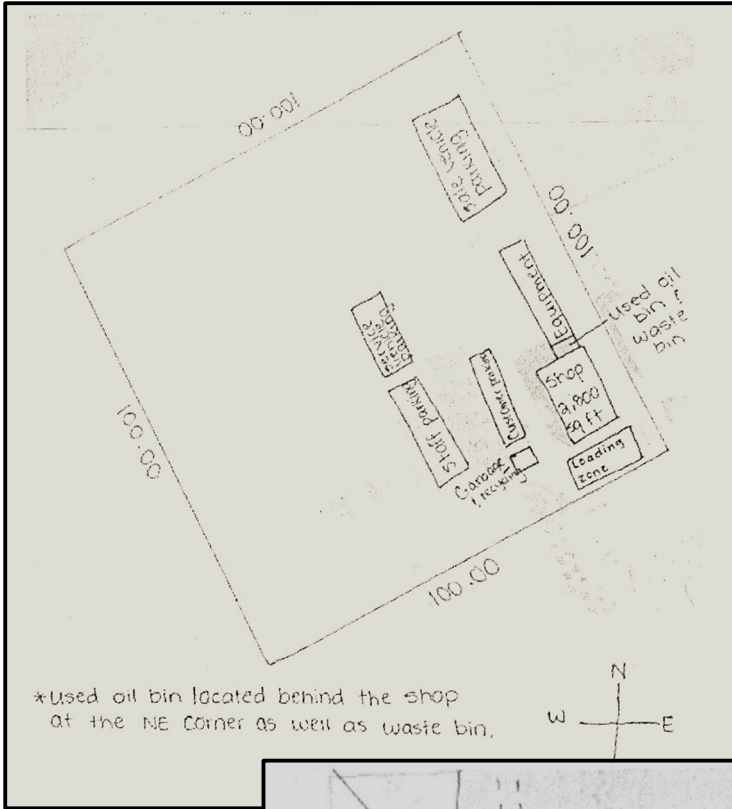 100.00
sale vehicle
parking
100.00
Equipment
used oil
bin &
waste
bin
service
vehicle
parking
Shop
2,800
sq ft
Customer parking
Staff parking
100.00
Loading
zone
Garbage
& recycling
100.00
*used oil bin located behind the shop
at the NE corner as well as waste bin.
N
W
E